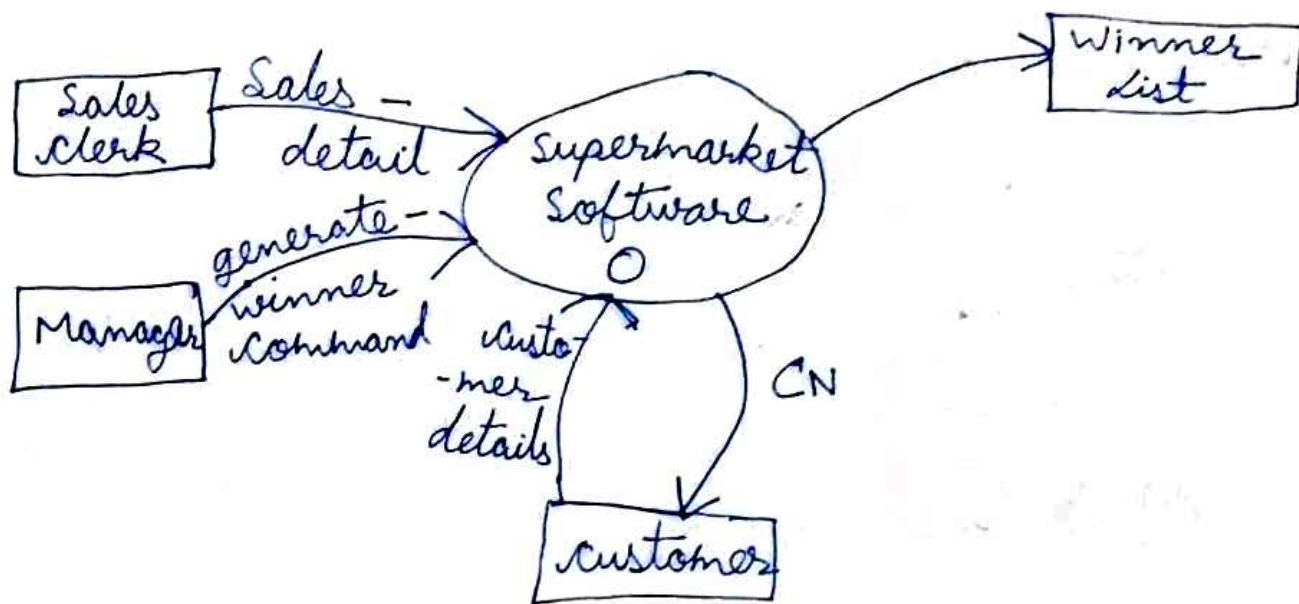 Sales
clerk
Sales -
detail
Manager
generate -
winner
command
supermarket
software
0
Winner
List
custo-
-mer
details
CN
customer